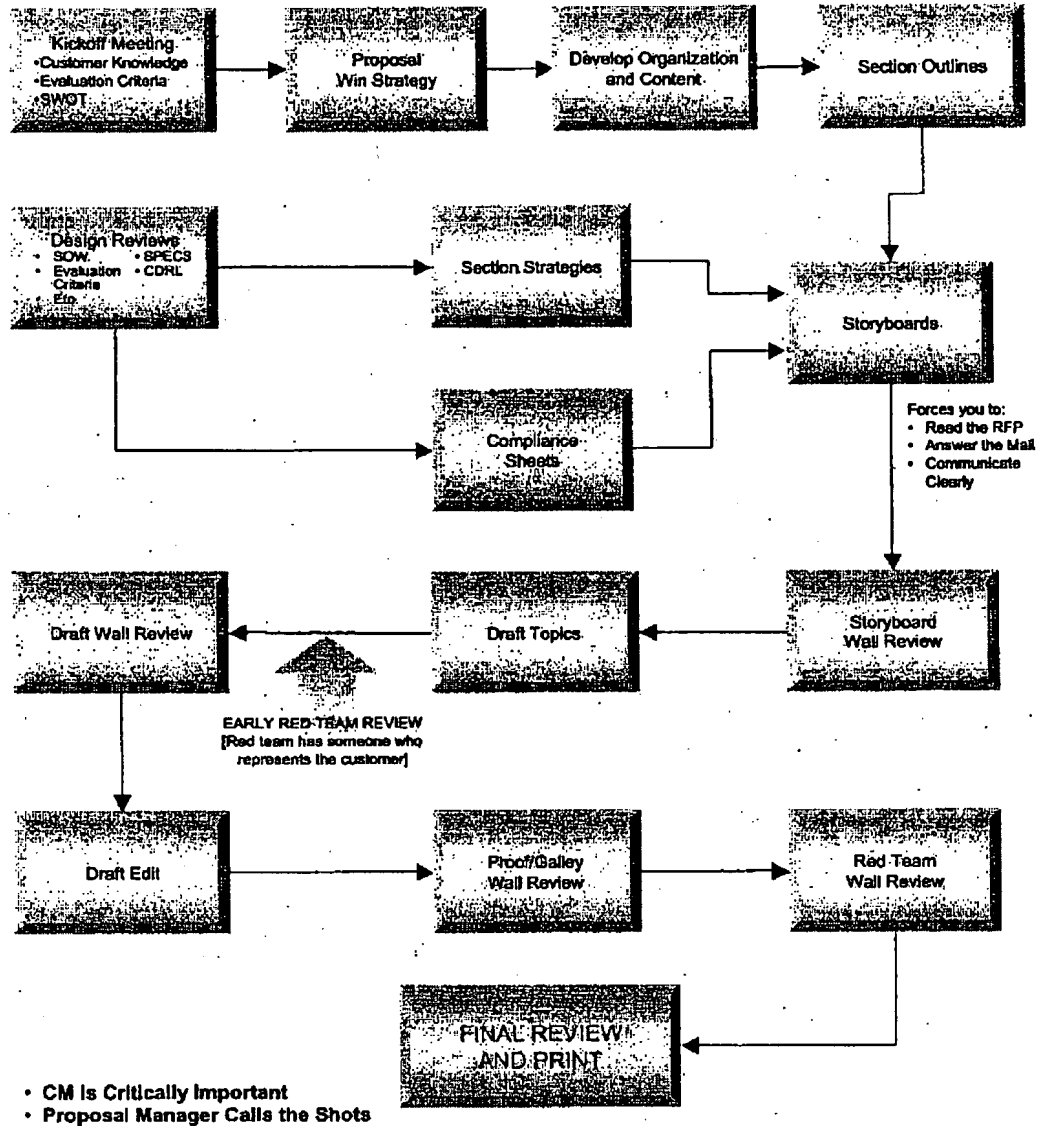 Kickoff Meeting
•Customer Knowledge
•Evaluation Criteria
SWOT
Proposal
Win Strategy
Develop Organization
and Content
Section Outlines
Design Reviews
• SOW. • SPECS
• Evaluation • CDRL
Criteria
Etc.
Section Strategies
Storyboards
Compliance
Sheets
Forces you to:
• Read the RFP
• Answer the Mail
• Communicate
Clearly
Draft Wall Review
Draft Topics
Storyboard
Wall Review
EARLY RED TEAM REVIEW
[Red team has someone who
represents the customer]
Draft Edit
Proof/Galley
Wall Review
Red Team
Wall Review
FINAL REVIEW
AND PRINT
• CM is Critically Important
• Proposal Manager Calls the Shots